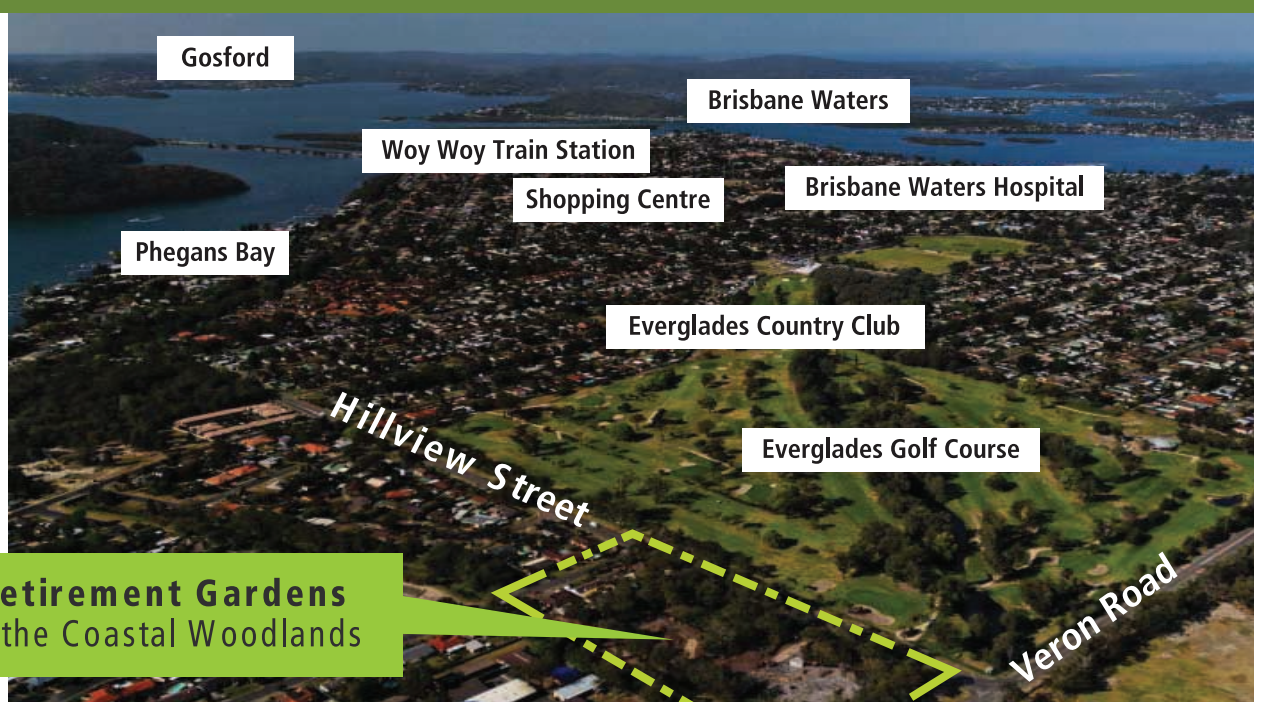 Gosford
Brisbane Waters
Woy Woy Train Station
Brisbane Waters Hospital
Shopping Centre
Phegans Bay
Everglades Country Club
Hillview Street
Everglades Golf Course
etirement Gardens
the Coastal Woodlands
Veron Road